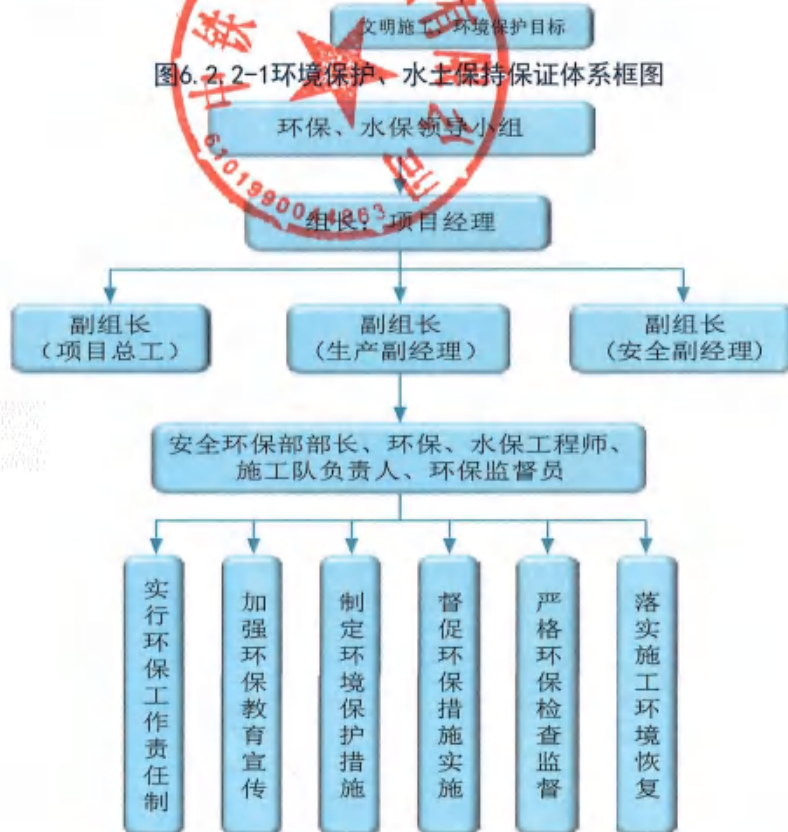 文明施工、环境保护目标
图6.2.2-1环境保护、水土保持保证体系框图
环保、水保领导小组
组长：项目经理
副组长
（项目总工）
副组长
（生产副经理）
副组长
（安全副经理）
安全环保部部长、环保、水保工程师、
施工队负责人、环保监督员
实行环保工作责任制
加强环保教育宣传
制定环境保护措施
督促环保措施实施
严格环保检查监督
落实施工环境恢复
中铁
公司